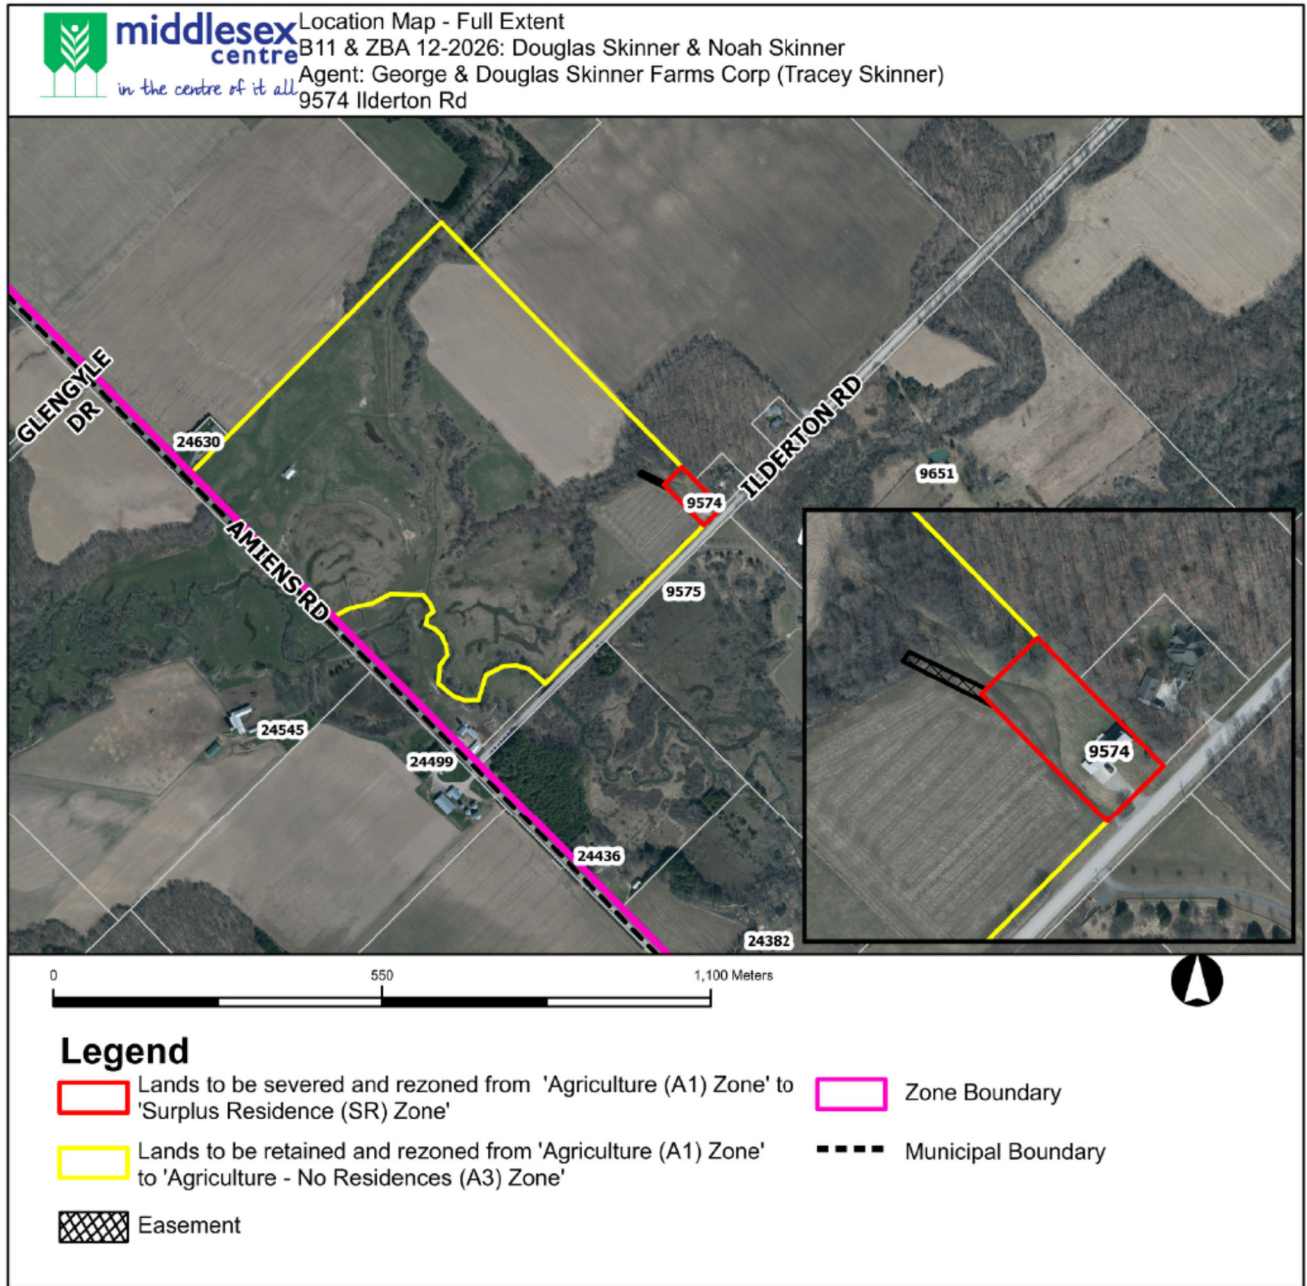 middlesex
centre
in the centre of it all
Location Map - Full Extent
B11 & ZBA 12-2026: Douglas Skinner & Noah Skinner
Agent: George & Douglas Skinner Farms Corp (Tracey Skinner)
9574 Ilderton Rd
GLENGYLE
DR
24630
AMIENS RD
ILDERTON RD
9651
9574
9575
24545
24499
24436
24382
9574
0
550
1,100 Meters
Legend
Lands to be severed and rezoned from 'Agriculture (A1) Zone' to
'Surplus Residence (SR) Zone'
Lands to be retained and rezoned from 'Agriculture (A1) Zone'
to 'Agriculture - No Residences (A3) Zone'
Easement
Zone Boundary
Municipal Boundary